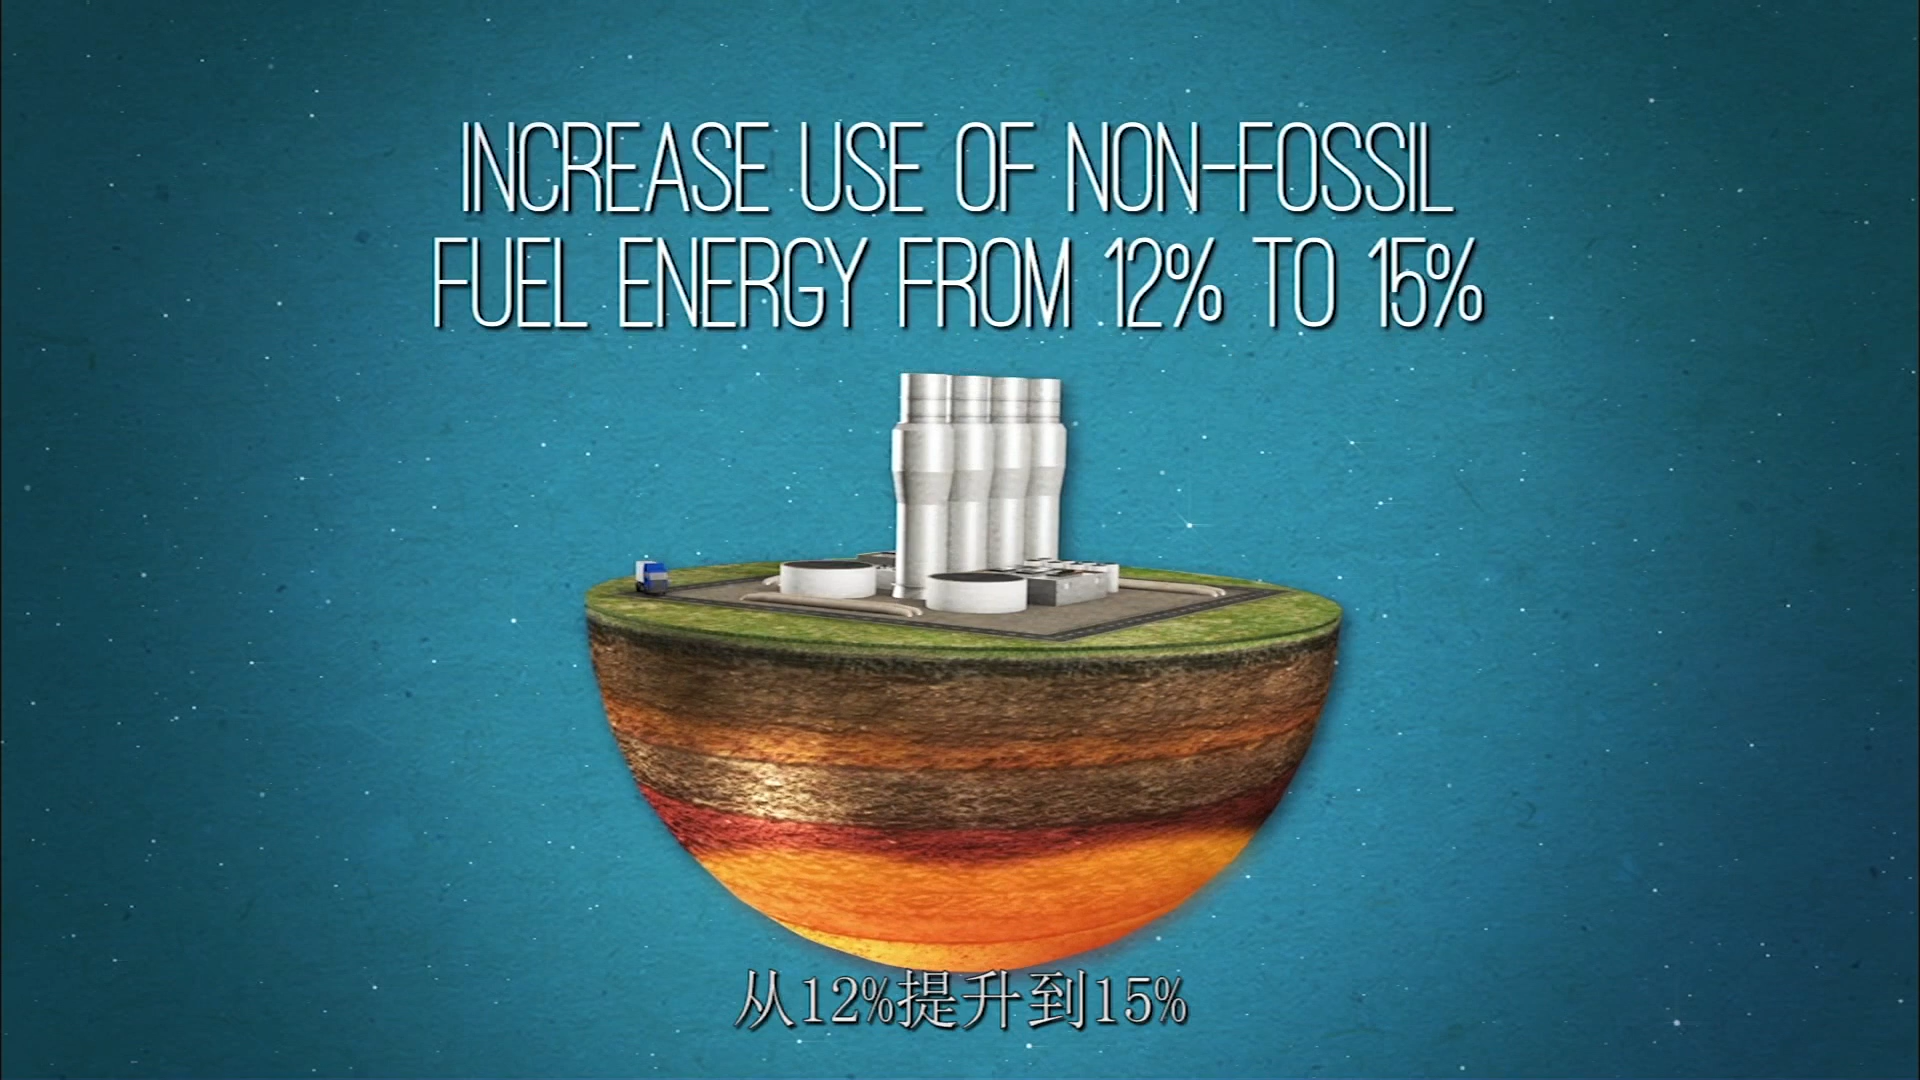 INCREASE USE OF NON-FOSSIL
FUEL ENERGY FROM 12% TO 15%
从12%提升到15%